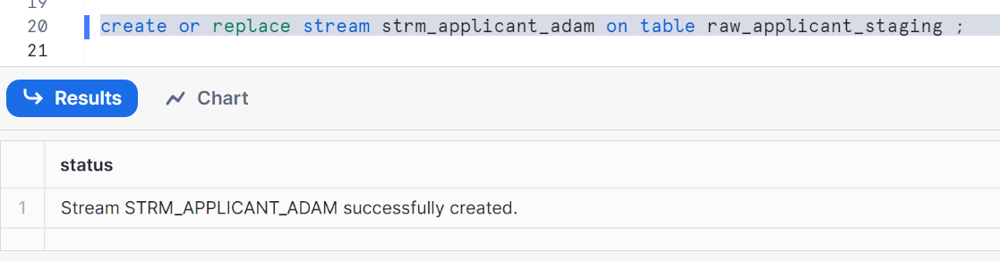 19
20 create or replace stream strm_applicant_adam on table raw_applicant_staging ;
21
Results Chart
status
1 Stream STRM_APPLICANT_ADAM successfully created.